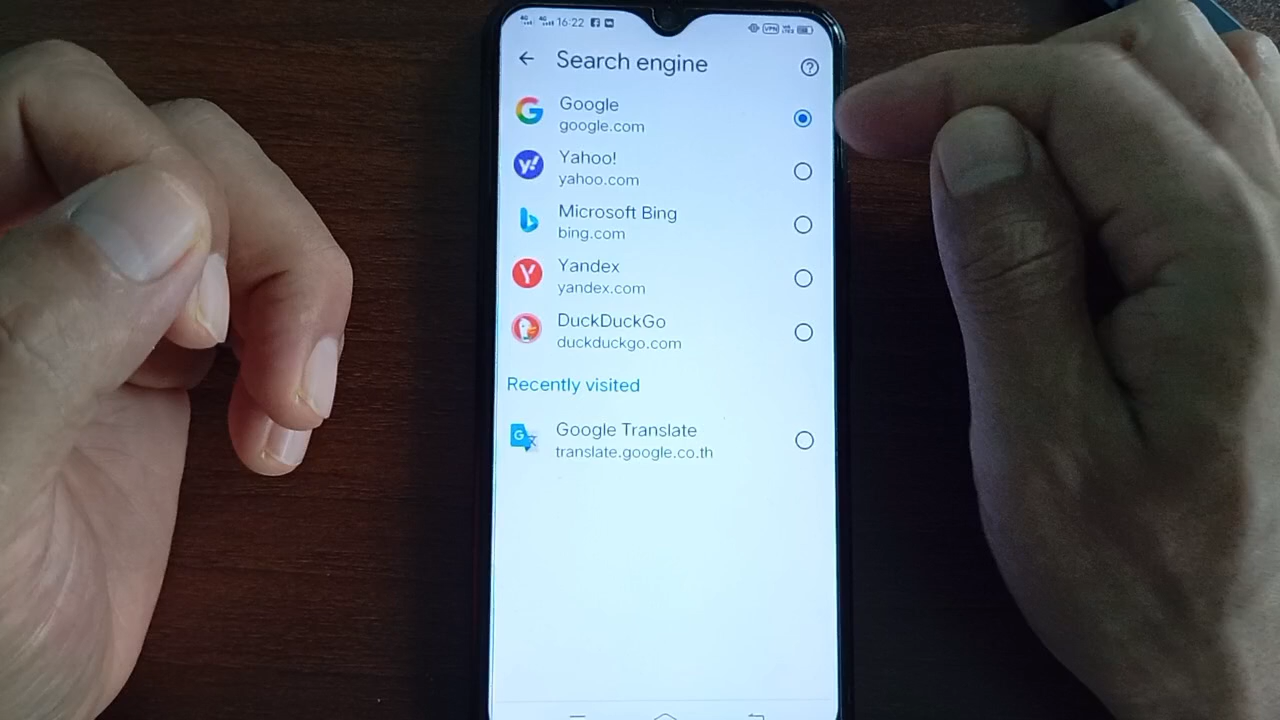 16:22
VPN
Search engine
Google
google.com
Yahoo!
yahoo.com
Microsoft Bing
bing.com
Yandex
yandex.com
DuckDuckGo
duckduckgo.com
Recently visited
Google Translate
translate.google.co.th